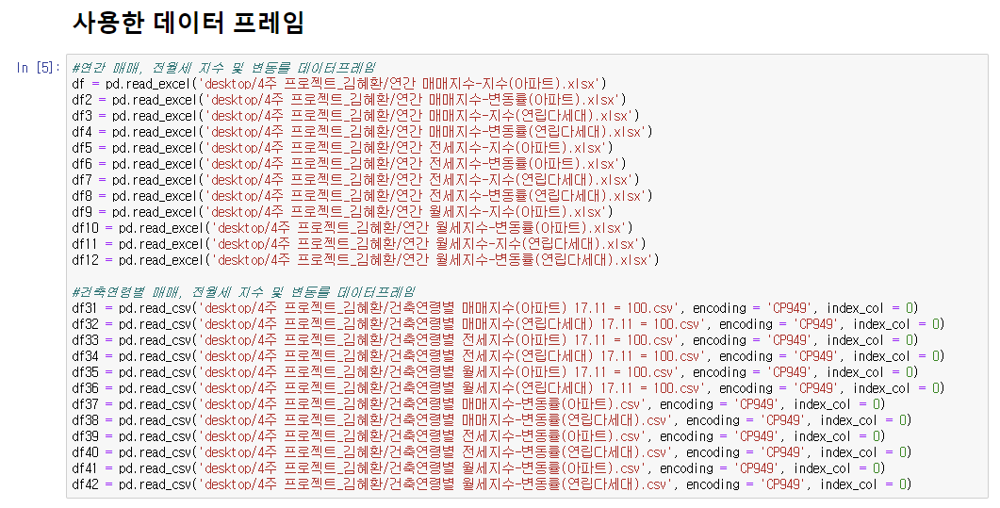 사용한 데이터 프레임
In [5]:
#연간 매매, 전월세 지수 및 변동률 데이터프레임
df = pd.read_excel('desktop/4주 프로젝트_김혜환/연간 매매지수-지수(아파트).xlsx')
df2 = pd.read_excel('desktop/4주 프로젝트_김혜환/연간 매매지수-변동률(아파트).xlsx')
df3 = pd.read_excel('desktop/4주 프로젝트_김혜환/연간 매매지수-지수(연립다세대).xlsx')
df4 = pd.read_excel('desktop/4주 프로젝트_김혜환/연간 매매지수-변동률(연립다세대).xlsx')
df5 = pd.read_excel('desktop/4주 프로젝트_김혜환/연간 전세지수-지수(아파트).xlsx')
df6 = pd.read_excel('desktop/4주 프로젝트_김혜환/연간 전세지수-변동률(아파트).xlsx')
df7 = pd.read_excel('desktop/4주 프로젝트_김혜환/연간 전세지수-지수(연립다세대).xlsx')
df8 = pd.read_excel('desktop/4주 프로젝트_김혜환/연간 전세지수-변동률(연립다세대).xlsx')
df9 = pd.read_excel('desktop/4주 프로젝트_김혜환/연간 월세지수-지수(아파트).xlsx')
df10 = pd.read_excel('desktop/4주 프로젝트_김혜환/연간 월세지수-변동률(아파트).xlsx')
df11 = pd.read_excel('desktop/4주 프로젝트_김혜환/연간 월세지수-지수(연립다세대).xlsx')
df12 = pd.read_excel('desktop/4주 프로젝트_김혜환/연간 월세지수-변동률(연립다세대).xlsx')
#건축연령별 매매, 전월세 지수 및 변동률 데이터프레임
df31 = pd.read_csv('desktop/4주 프로젝트_김혜환/건축연령별 매매지수(아파트) 17.11 = 100.csv', encoding = 'CP949', index_col = 0)
df32 = pd.read_csv('desktop/4주 프로젝트_김혜환/건축연령별 매매지수(연립다세대) 17.11 = 100.csv', encoding = 'CP949', index_col = 0)
df33 = pd.read_csv('desktop/4주 프로젝트_김혜환/건축연령별 전세지수(아파트) 17.11 = 100.csv', encoding = 'CP949', index_col = 0)
df34 = pd.read_csv('desktop/4주 프로젝트_김혜환/건축연령별 전세지수(연립다세대) 17.11 = 100.csv', encoding = 'CP949', index_col = 0)
df35 = pd.read_csv('desktop/4주 프로젝트_김혜환/건축연령별 월세지수(아파트) 17.11 = 100.csv', encoding = 'CP949', index_col = 0)
df36 = pd.read_csv('desktop/4주 프로젝트_김혜환/건축연령별 월세지수(연립다세대) 17.11 = 100.csv', encoding = 'CP949', index_col = 0)
df37 = pd.read_csv('desktop/4주 프로젝트_김혜환/건축연령별 매매지수-변동률(아파트).csv', encoding = 'CP949', index_col = 0)
df38 = pd.read_csv('desktop/4주 프로젝트_김혜환/건축연령별 매매지수-변동률(연립다세대).csv', encoding = 'CP949', index_col = 0)
df39 = pd.read_csv('desktop/4주 프로젝트_김혜환/건축연령별 전세지수-변동률(아파트).csv', encoding = 'CP949', index_col = 0)
df40 = pd.read_csv('desktop/4주 프로젝트_김혜환/건축연령별 전세지수-변동률(연립다세대).csv', encoding = 'CP949', index_col = 0)
df41 = pd.read_csv('desktop/4주 프로젝트_김혜환/건축연령별 월세지수-변동률(아파트).csv', encoding = 'CP949', index_col = 0)
df42 = pd.read_csv('desktop/4주 프로젝트_김혜환/건축연령별 월세지수-변동률(연립다세대).csv', encoding = 'CP949', index_col = 0)